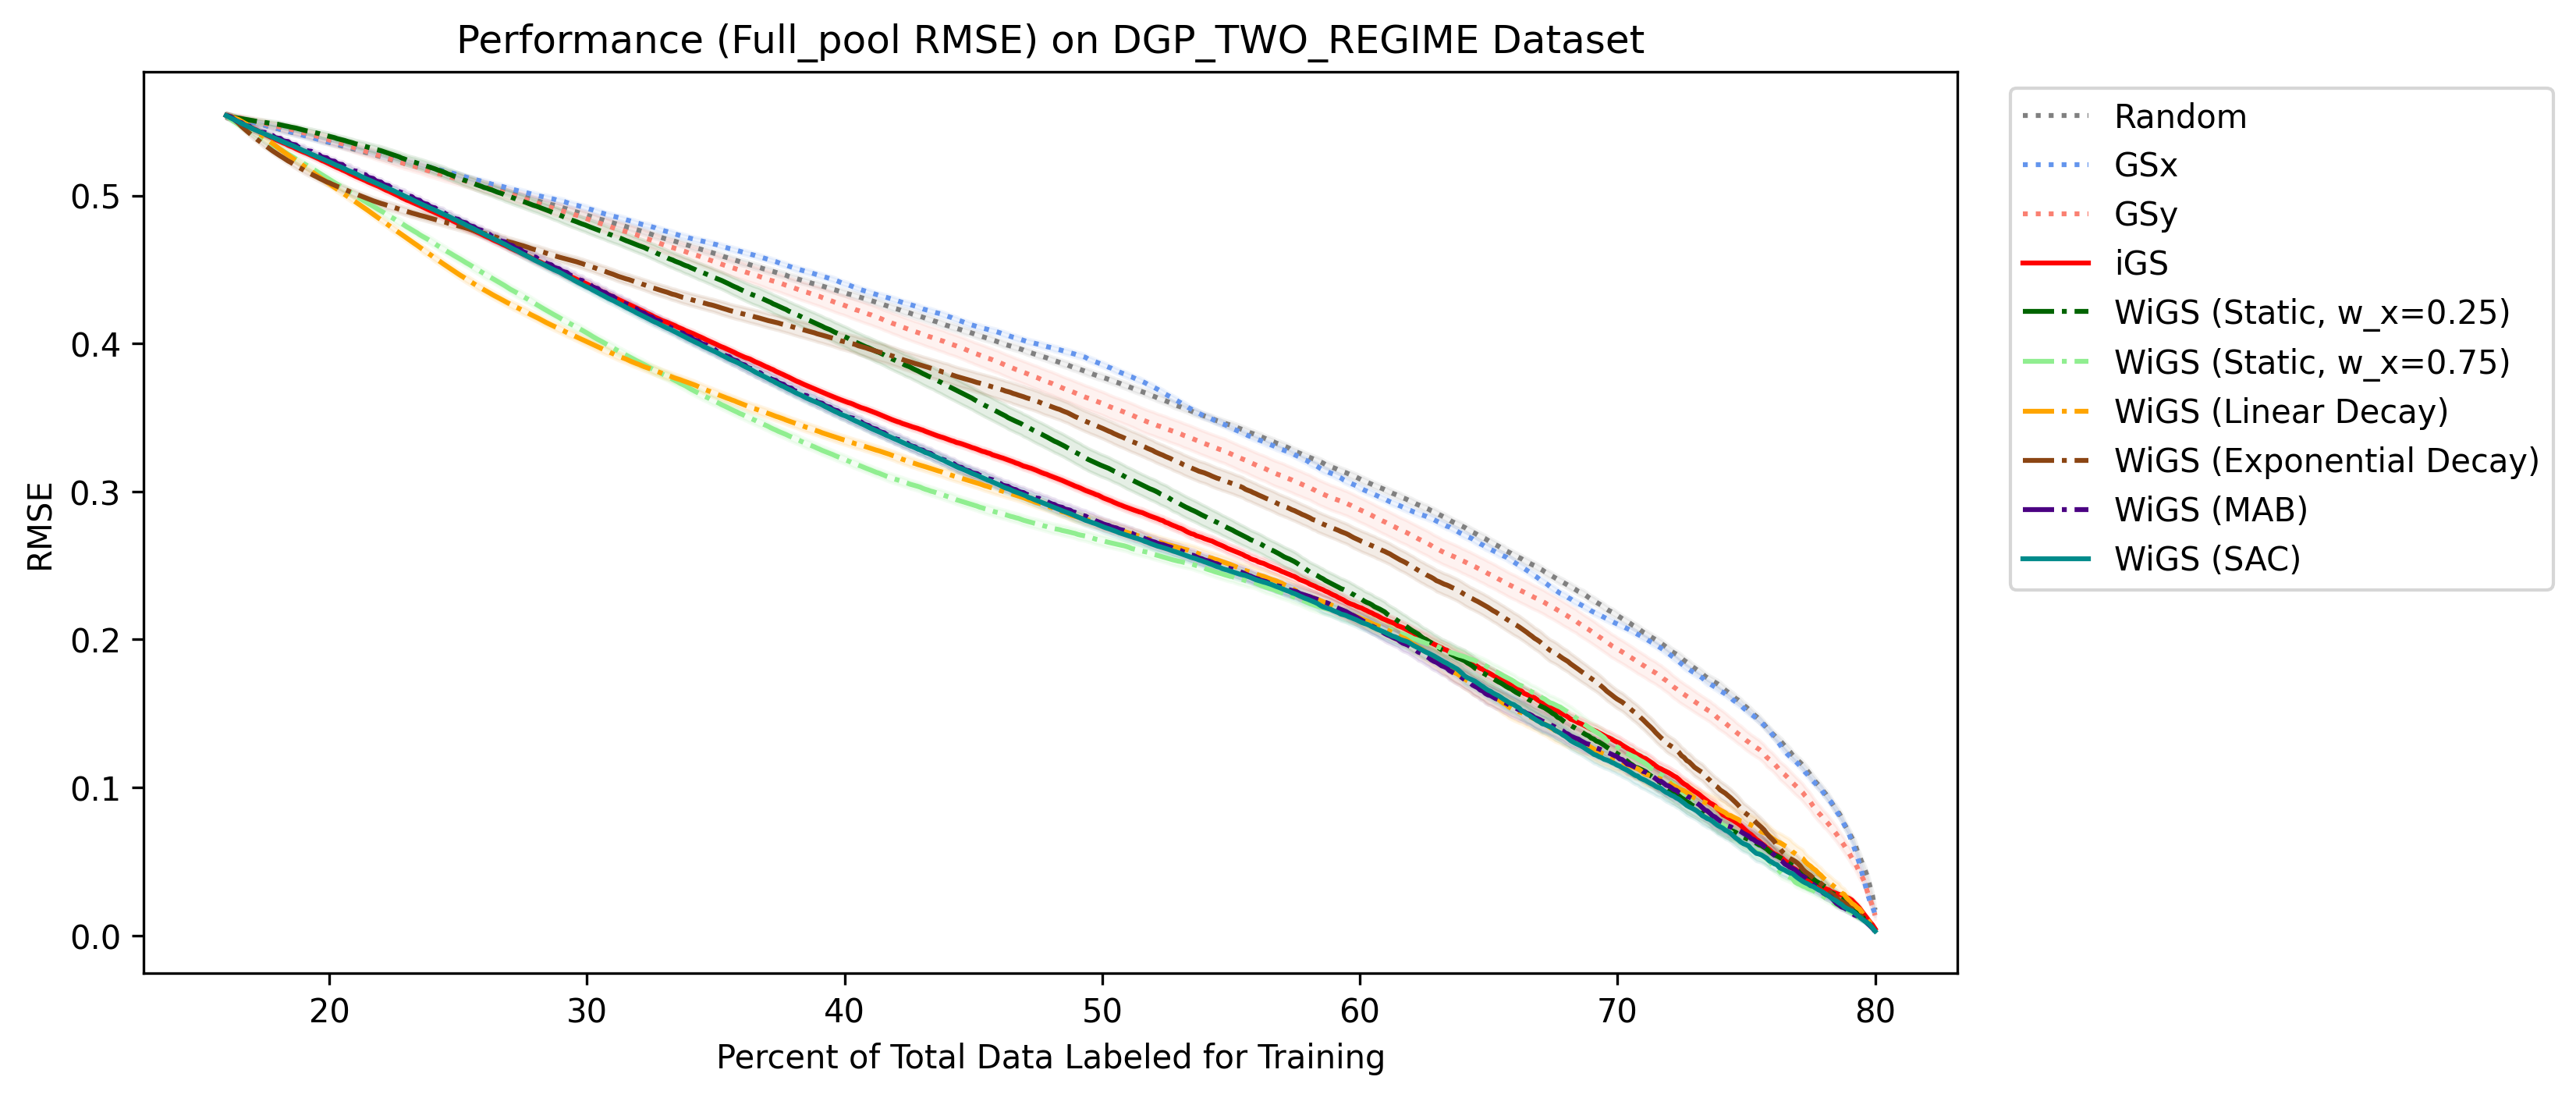 Performance (Full_pool RMSE) on DGP_TWO_REGIME Dataset
RMSE
0.5
0.4
0.3
0.2
0.1
0.0
20 30 40 50 60 70 80
Percent of Total Data Labeled for Training
Random
GSx
GSy
iGS
WiGS (Static, w_x=0.25)
WiGS (Static, w_x=0.75)
WiGS (Linear Decay)
WiGS (Exponential Decay)
WiGS (MAB)
WiGS (SAC)